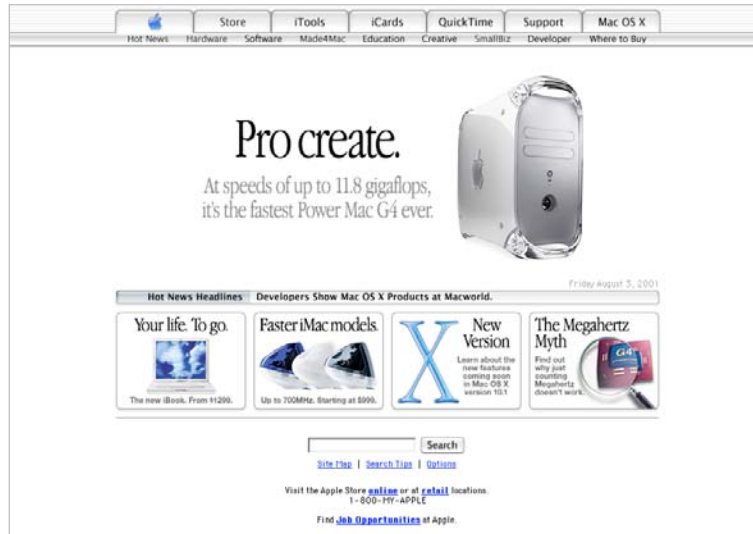 Store iTools iCards QuickTime Support Mac OS X
Hot News Hardware Software Made4Mac Education Creative SmallBiz Developer Where to Buy
Pro create.
At speeds of up to 11.8 gigaflops,
it's the fastest Power Mac G4 ever.
Friday August 3, 2001
Hot News Headlines Developers Show Mac OS X Products at Macworld.
Your life. To go.
The new iBook. From $1299.
Faster iMac models.
Up to 700MHz. Starting at $999.
X
New
Version
Learn about the
new features
coming soon
in Mac OS X
version 10.1
The Megahertz
Myth
Find out
why just
counting
Megahertz
doesn't work.
G4
Search
Site Map | Search Tips | Options
Visit the Apple Store online or at retail locations.
1-800-MY-APPLE
Find Job Opportunities at Apple.